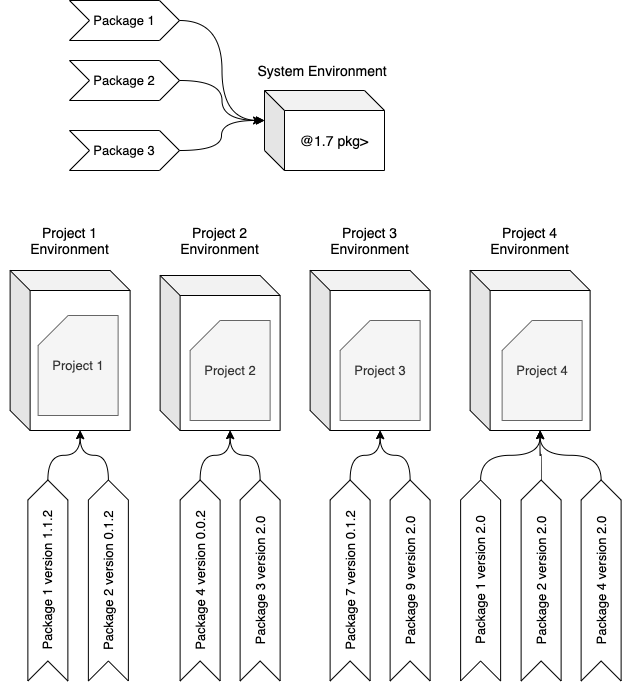 Package 1
Package 2
Package 3
System Environment
@1.7 pkg>
Project 1
Environment
Project 2
Environment
Project 3
Environment
Project 4
Environment
Project 1
Project 2
Project 3
Project 4
Package 1 version 1.1.2
Package 2 version 0.1.2
Package 4 version 0.0.2
Package 3 version 2.0
Package 7 version 0.1.2
Package 9 version 2.0
Package 1 version 2.0
Package 2 version 2.0
Package 4 version 2.0